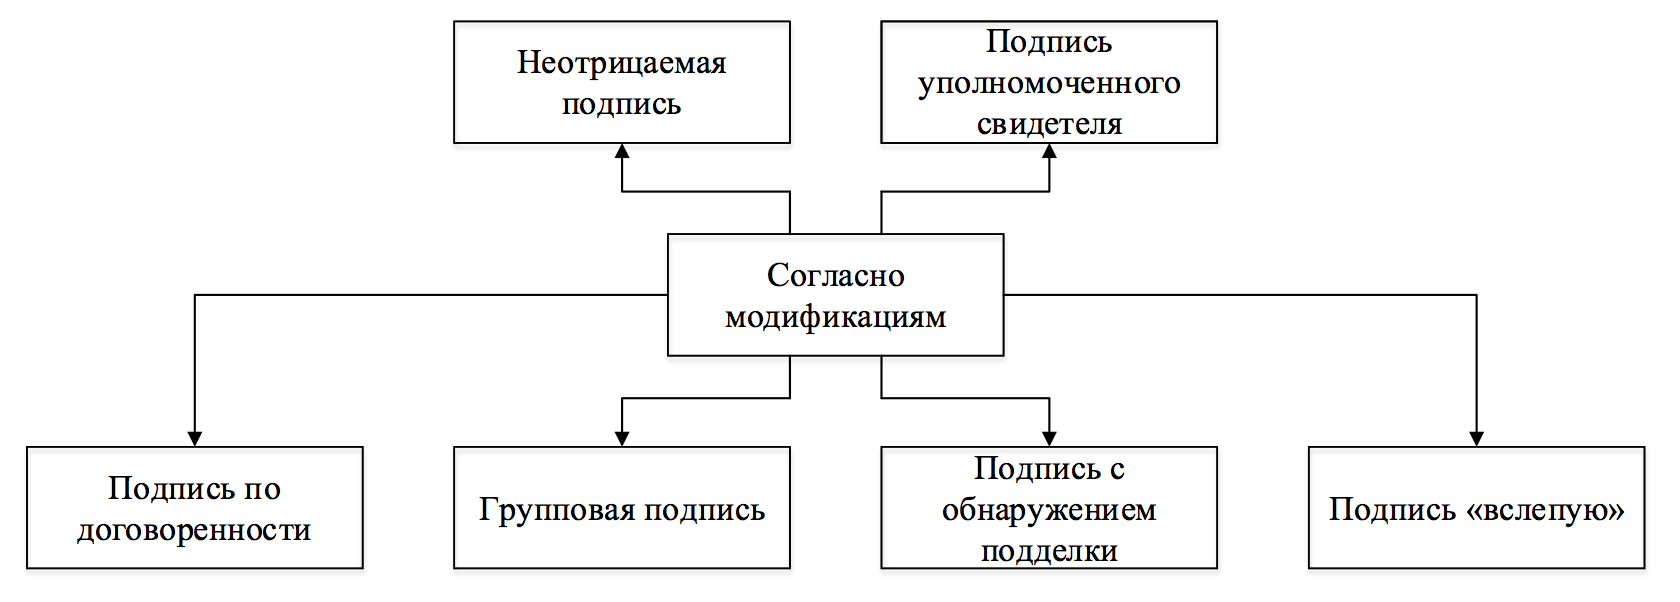 Неотрицаемая
подпись
Подпись
уполномоченного
свидетеля
Согласно
модификациям
Подпись по
договоренности
Групповая подпись
Подпись с
обнаружением
подделки
Подпись «вслепую»